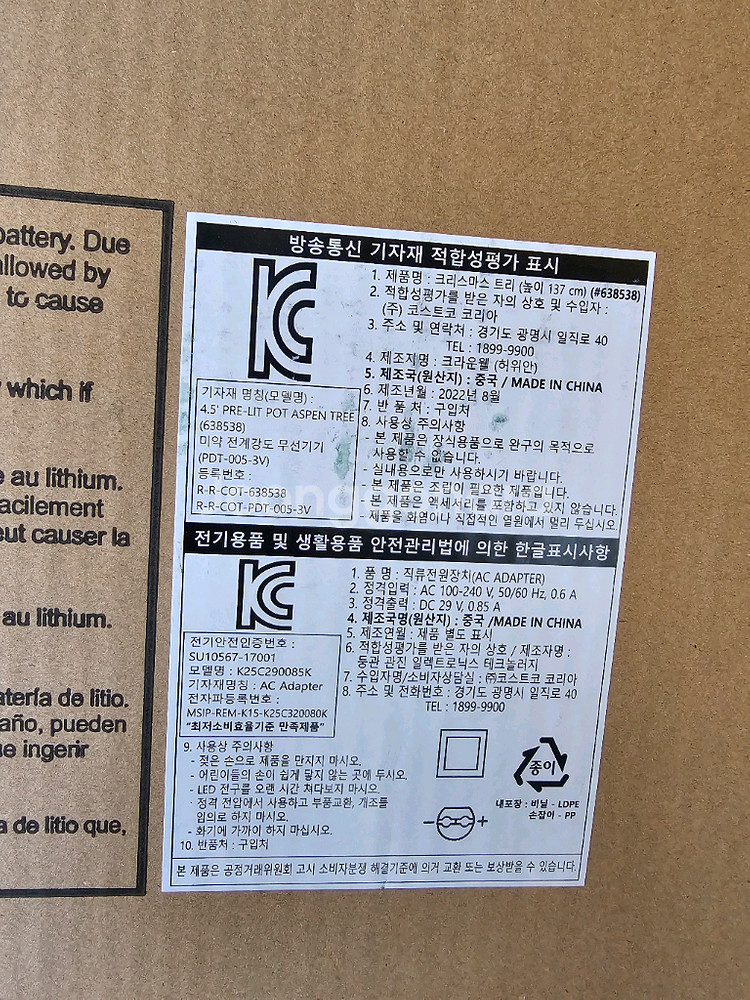 battery. Due
allowed by
to cause
which if
e au lithium.
facilement
eut causer la
au lithium.
atería de litio.
año, pueden
ue ingerir
a de litio que,
방송통신 기자재 적합성평가 표시
기자재 명칭(모델명) :
4.5' PRE-LIT POT ASPEN TREE
(638538)
미약 전계강도 무선기기
(PDT-005-3V)
등록번호 :
R-R-COT-638538
R-R-COT-PDT-005-3V
1. 제품명 : 크리스마스 트리 (높이 137 cm) (#638538)
2. 적합성평가를 받은 자의 상호 및 수입자 :
(주) 코스트코 코리아
3. 주소 및 연락처 : 경기도 광명시 일직로 40
TEL : 1899-9900
4. 제조자명 : 크라운웰 (허위안)
5. 제조국(원산지) : 중국 / MADE IN CHINA
6. 제조년월 : 2022년 8월
7. 반 품 처 : 구입처
8. 사용상 주의사항
- 본 제품은 장식용품으로 완구의 목적으로
사용할 수 없습니다.
- 실내용으로만 사용하시기 바랍니다.
- 본 제품은 조립이 필요한 제품입니다.
- 본 제품은 액세서리를 포함하고 있지 않습니다.
- 제품을 화염이나 직접적인 열원에서 멀리 두십시오.
전기용품 및 생활용품 안전관리법에 의한 한글표시사항
전기안전인증번호 :
SU10567-17001
모델명 : K25C290085K
기자재명칭 : AC Adapter
전자파등록번호 :
MSIP-REM-K15-K25C320080K
"최저소비효율기준 만족제품"
1. 품 명 : 직류전원장치(AC ADAPTER)
2. 정격입력 : AC 100-240 V, 50/60 Hz, 0.6 A
3. 정격출력 : DC 29 V, 0.85 A
4. 제조국명(원산지) : 중국 /MADE IN CHINA
5. 제조연월 : 제품 별도 표시
6. 적합성평가를 받은 자의 상호 / 제조자명 :
둥관 관진 일렉트로닉스 테크놀러지
7. 수입자명/소비자상담실 : ㈜코스트코 코리아
8. 주소 및 전화번호 : 경기도 광명시 일직로 40
TEL : 1899-9900
9. 사용상 주의사항
- 젖은 손으로 제품을 만지지 마시오.
- 어린이들의 손이 쉽게 닿지 않는 곳에 두시오.
- LED 전구를 오랜 시간 쳐다보지 마시오.
· 정격 전압에서 사용하고 부품교환, 개조를
임의로 하지 마시오.
- 화기에 가까이 하지 마십시오.
10. 반품처 : 구입처
종이
내포장 : 비닐 - LDPE
손잡이 - PP
본 제품은 공정거래위원회 고시 소비자분쟁 해결기준에 의거 교환 또는 보상받을 수 있습니다.